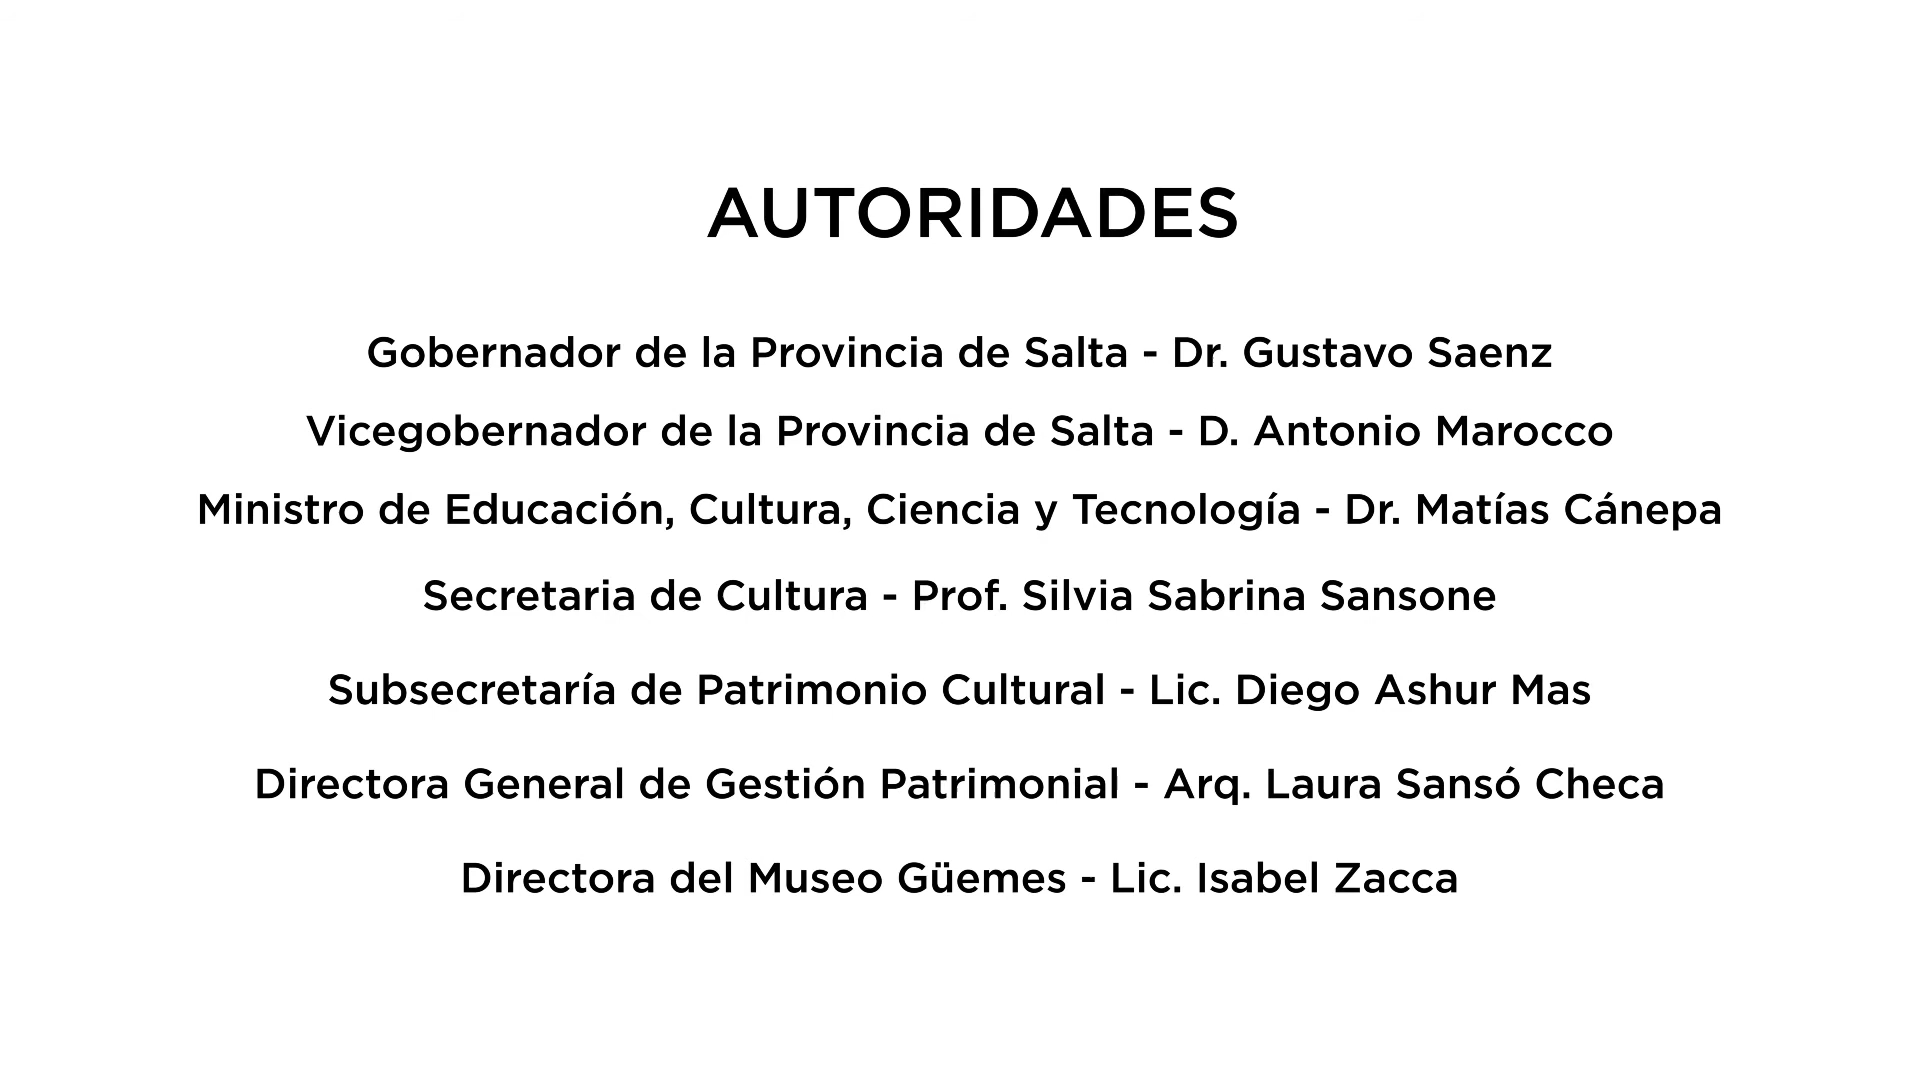 AUTORIDADES
Gobernador de la Provincia de Salta - Dr. Gustavo Saenz
Vicegobernador de la Provincia de Salta - D. Antonio Marocco
Ministro de Educación, Cultura, Ciencia y Tecnología - Dr. Matías Cánepa
Secretaria de Cultura - Prof. Silvia Sabrina Sansone
Subsecretaría de Patrimonio Cultural - Lic. Diego Ashur Mas
Directora General de Gestión Patrimonial - Arq. Laura Sansó Checa
Directora del Museo Güemes - Lic. Isabel Zacca